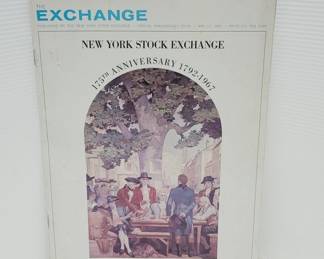 THE
EXCHANGE
NEW YORK STOCK EXCHANGE
175TH ANNIVERSARY 1792-1967